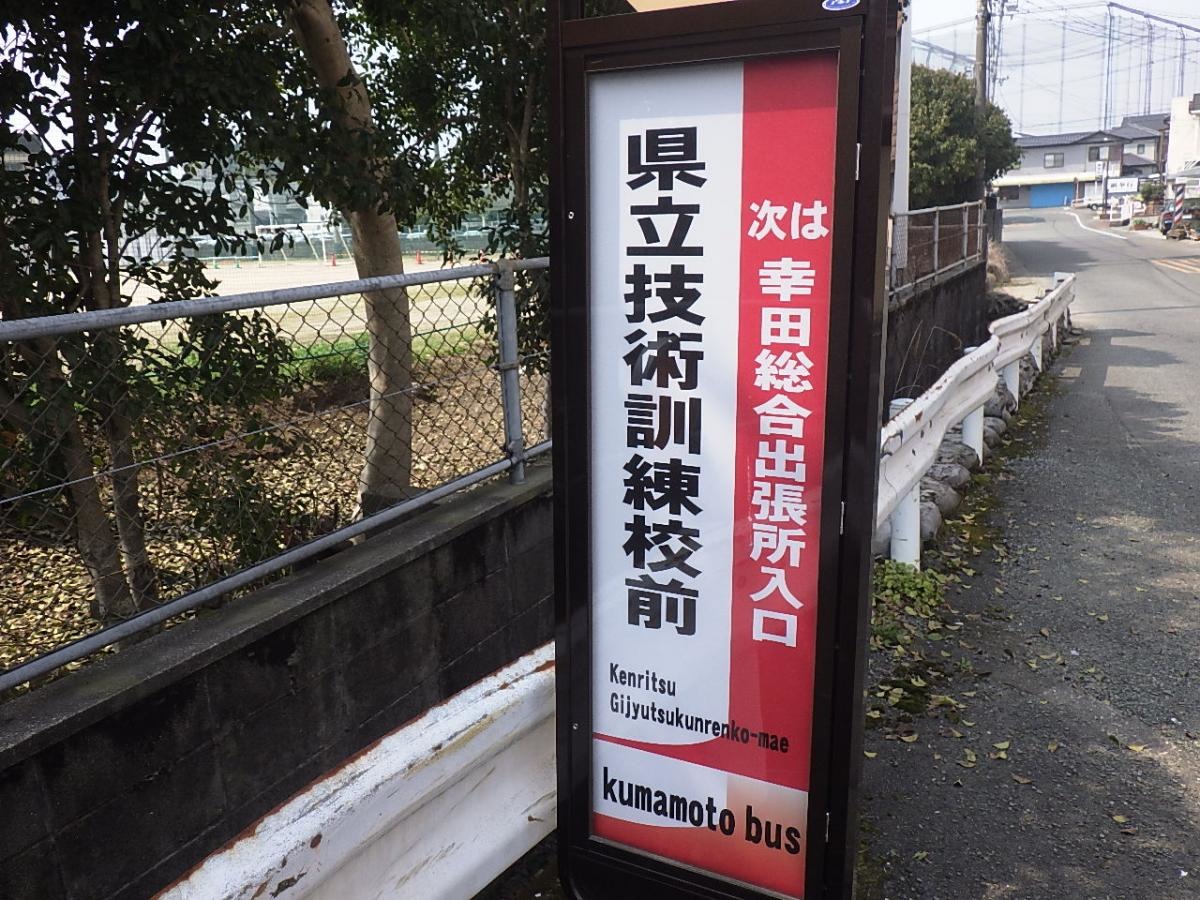 県立技術訓練校前
次は 幸田総合出張所入口
Kenritsu
Gijyutsukunrenko-mae
kumamoto bus